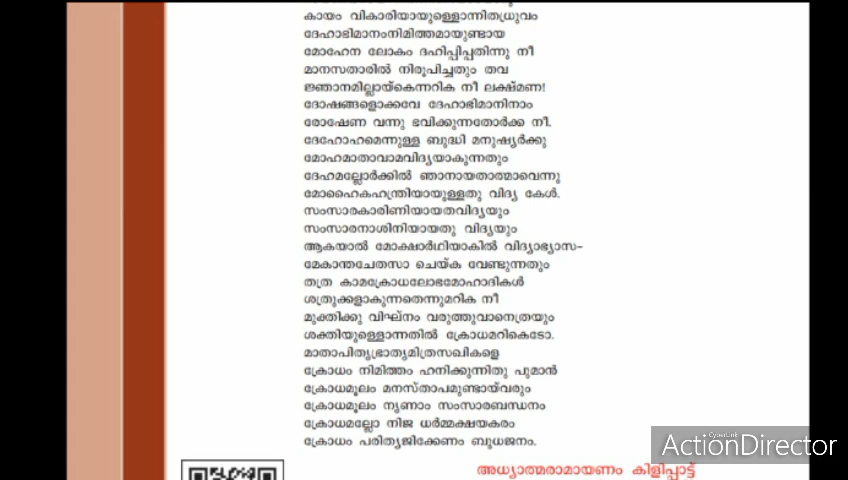 കായം വികാരിയായുള്ളൊന്നിതധ്രുവം
ദേഹാഭിമാനംനിമിത്തമായുണ്ടായ
മോഹേന ലോകം ദഹിപ്പിപ്പതിന്നു നീ
മാനസതാരിൽ നിരൂപിച്ചതും തവ
ജ്ഞാനമില്ലായ്കെന്നറിക നീ ലക്ഷ്മണ!
ദോഷങ്ങളൊക്കവേ ദേഹാഭിമാനിനാം
രോഷേണ വന്നു ഭവിക്കുന്നതോർക്ക നീ.
ദേഹോഹമെന്നുള്ള ബുദ്ധി മനുഷ്യർക്കു
മോഹമാതാവാമവിദ്യയാകുന്നതും
ദേഹമല്ലോർക്കിൽ ഞാനായതാത്മാവെന്നു
മോഹൈകഹന്ത്രിയായുള്ളതു വിദ്യ കേൾ.
സംസാരകാരിണിയായതവിദ്യയും
സംസാരനാശിനിയായതു വിദ്യയും
ആകയാൽ മോക്ഷാർഥിയാകിൽ വിദ്യാഭ്യാസ-
മേകാന്തചേതസാ ചെയ്ക വേണ്ടുന്നതും
തത്ര കാമക്രോധലോഭമോഹാദികൾ
ശത്രുക്കളാകുന്നതെന്നുമറിക നീ
മുക്തിക്കു വിഘ്നം വരുത്തുവാനെത്രയും
ശക്തിയുള്ളൊന്നതിൽ ക്രോധമറികെടോ.
മാതാപിതൃഭ്രാതൃമിത്രസഖികളെ
ക്രോധം നിമിത്തം ഹനിക്കുന്നിതു പുമാൻ
ക്രോധമൂലം മനസ്താപമുണ്ടായ്‌വരും
ക്രോധമൂലം നൃണാം സംസാരബന്ധനം
ക്രോധമല്ലോ നിജ ധർമ്മക്ഷയകരം
ക്രോധം പരിത്യജിക്കേണം ബുധജനം.
CyberLink
ActionDirector
അധ്യാത്മരാമായണം കിളിപ്പാട്ട്